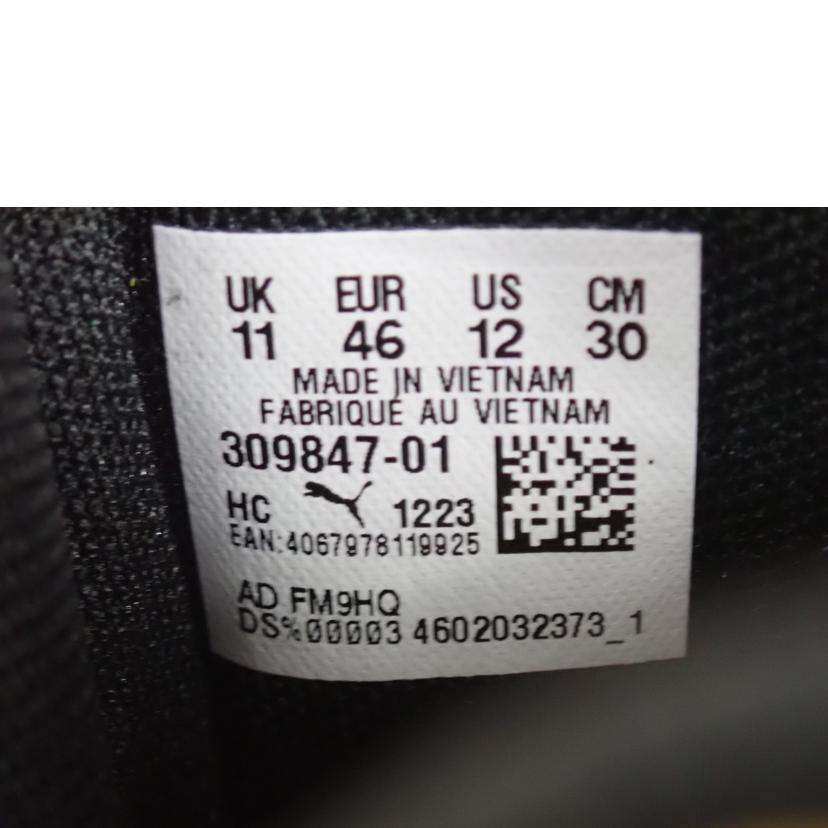 UK EUR US CM
11 46 12 30
MADE IN VIETNAM
FABRIQUÉ AU VIETNAM
309847-01
HC 1223
EAN:4067978119925
AD FM9HQ
DS%00003 4602032373_1